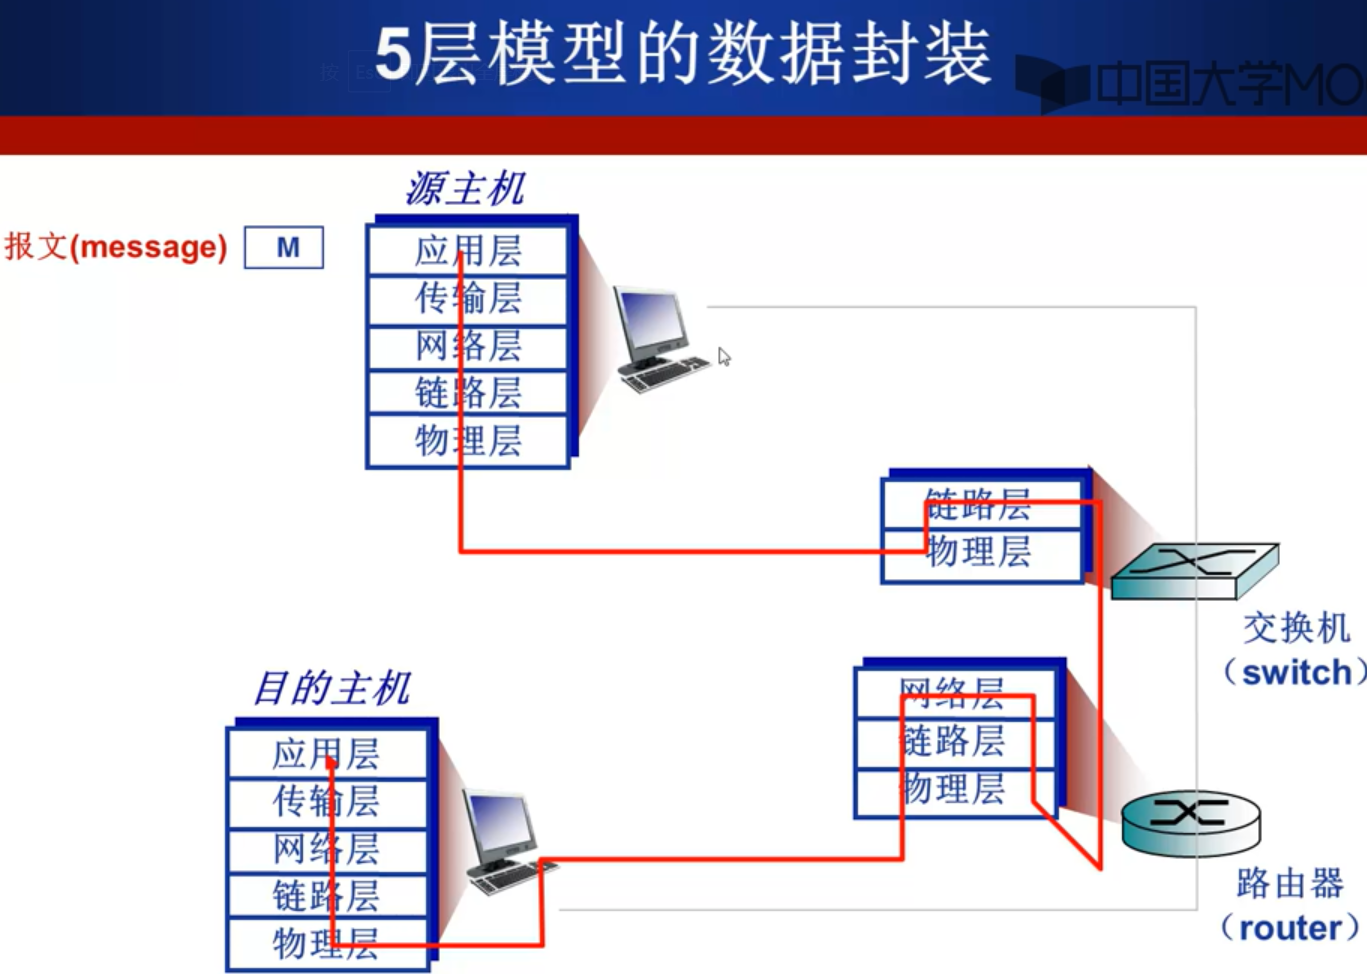 5层模型的数据封装
中国大学MO
源主机
报文(message)
M
应用层
传输层
网络层
链路层
物理层
链路层
物理层
交换机
（switch）
目的主机
应用层
传输层
网络层
链路层
物理层
网络层
链路层
物理层
路由器
（router）